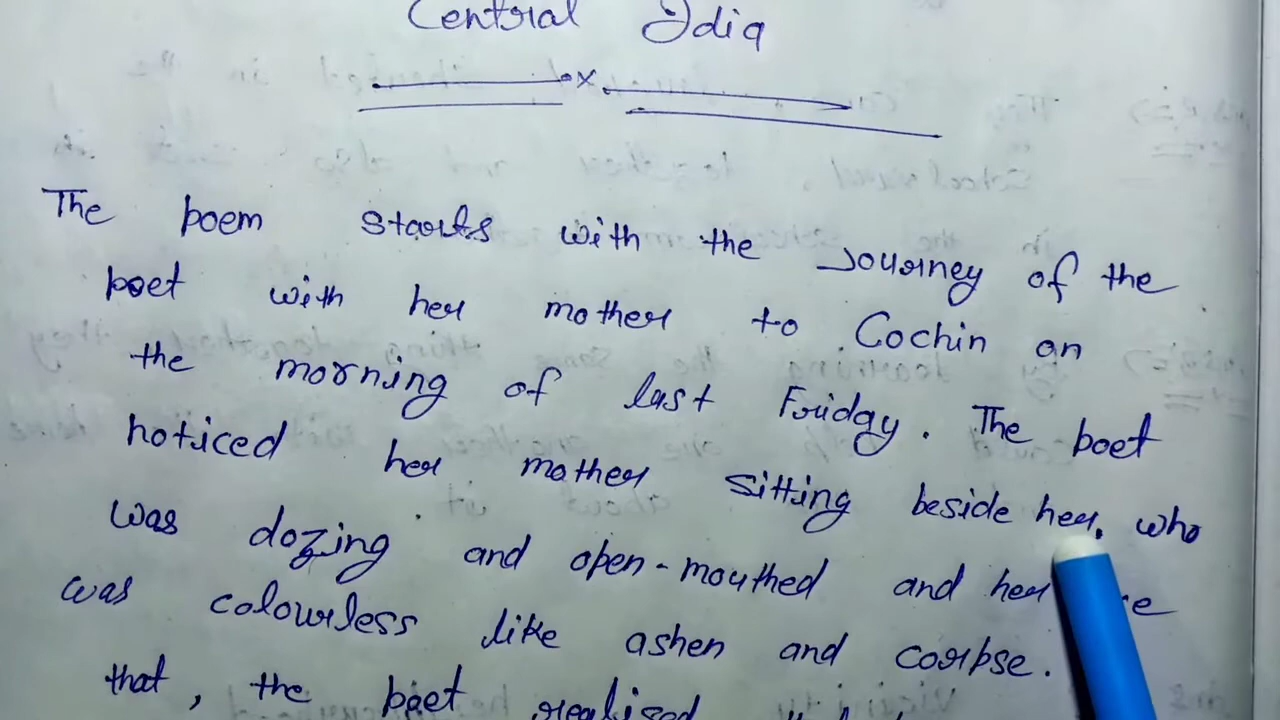 Central Idia
The poem starts with the Journey of the
poet with her mother to Cochin on
the morning of last Friday. The poet
noticed her mother sitting beside her, who
was dozing and open-mouthed and her
was colourless like ashen and corpse.
that, the poet realised